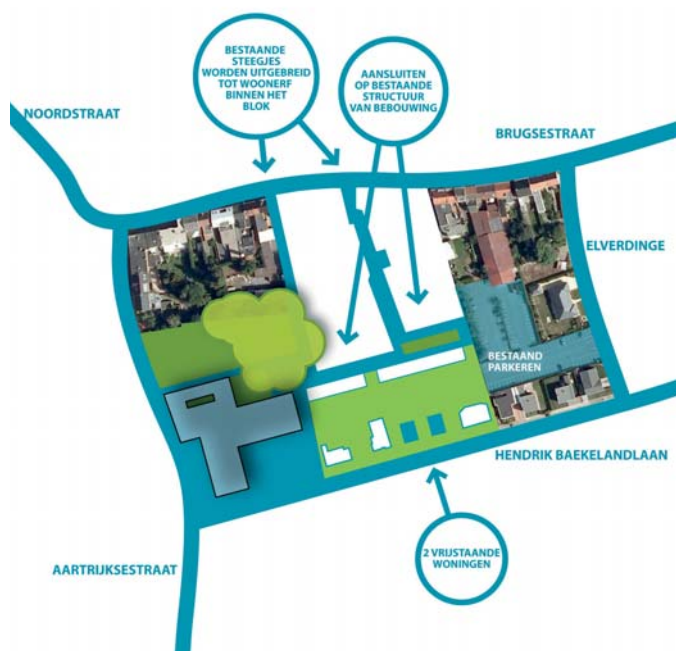 BESTAANDE
STEEGJES
WORDEN UITGEBREID
TOT WOONERF
BINNEN HET
BLOK
AANSLUITEN
OP BESTAANDE
STRUCTUUR
VAN BEBOUWING
NOORDSTRAAT
BRUGSESTRAAT
ELVERDINGE
BESTAAND
PARKEREN
HENDRIK BAEKELANDLAAN
2 VRIJSTAANDE
WONINGEN
AARTRIJKSESTRAAT